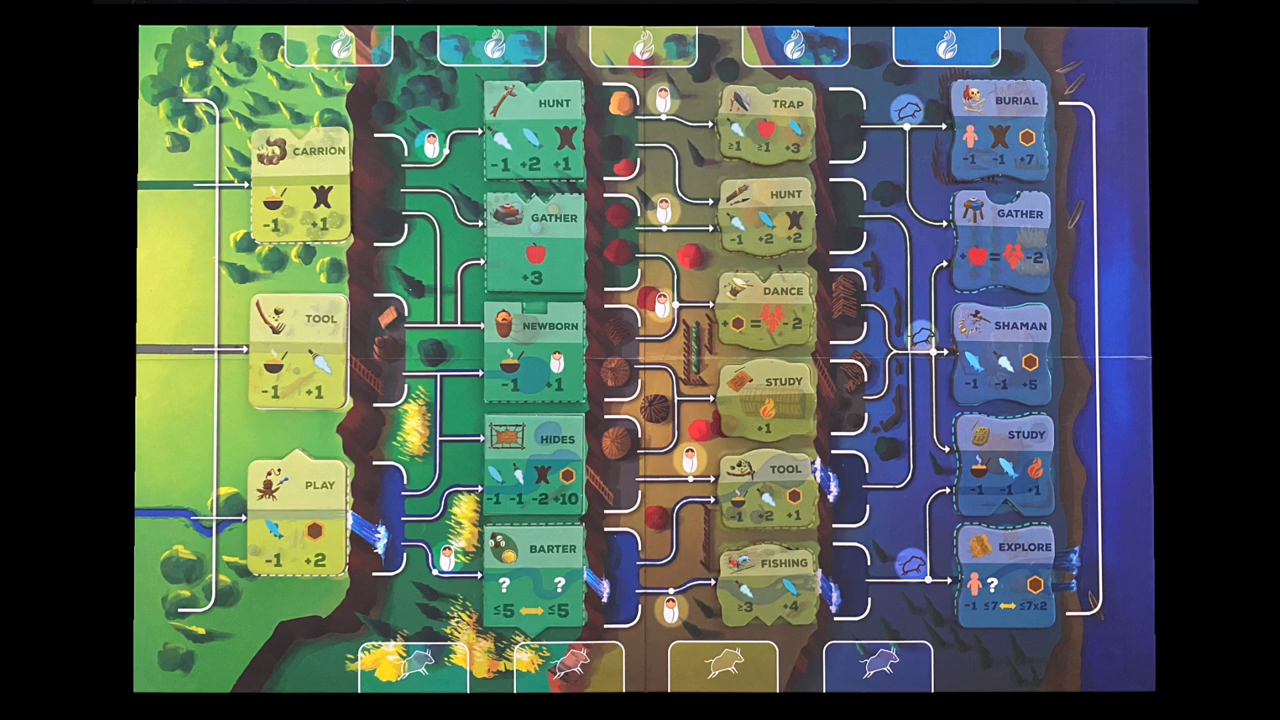 CARRION
-1 +1
TOOL
-1 +1
PLAY
-1 +2
HUNT
-1 +2 +1
GATHER
+3
NEWBORN
-1 +1
HIDES
-1 -1 -2 +10
BARTER
? ?
≤5 ≤5
TRAP
≥1 ≥1 +3
HUNT
-1 +2 +2
DANCE
+ = - 2
STUDY
+1
TOOL
-1 +2 +1
FISHING
≥3 +4
BURIAL
-1 -1 +7
GATHER
+ = -2
SHAMAN
-1 -1 +5
STUDY
-1 -1 +1
EXPLORE
?
-1 ≤7 ≤7x2